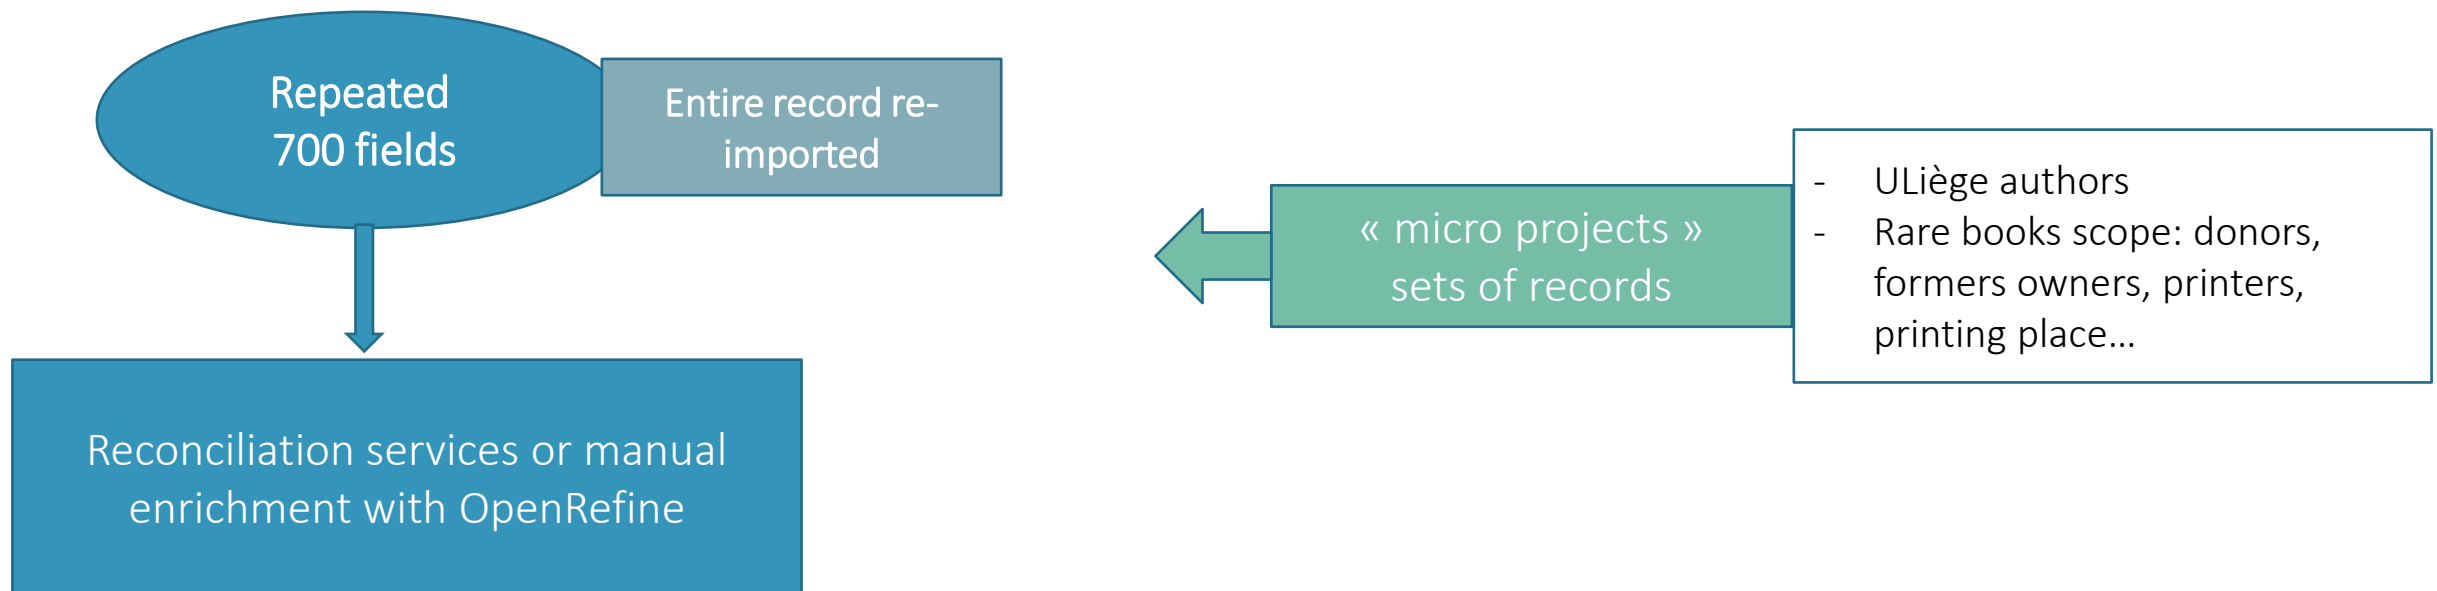 Repeated
700 fields
Entire record re-
imported
« micro projects »
sets of records
- ULiège authors
- Rare books scope: donors,
formers owners, printers,
printing place...
Reconciliation services or manual
enrichment with OpenRefine